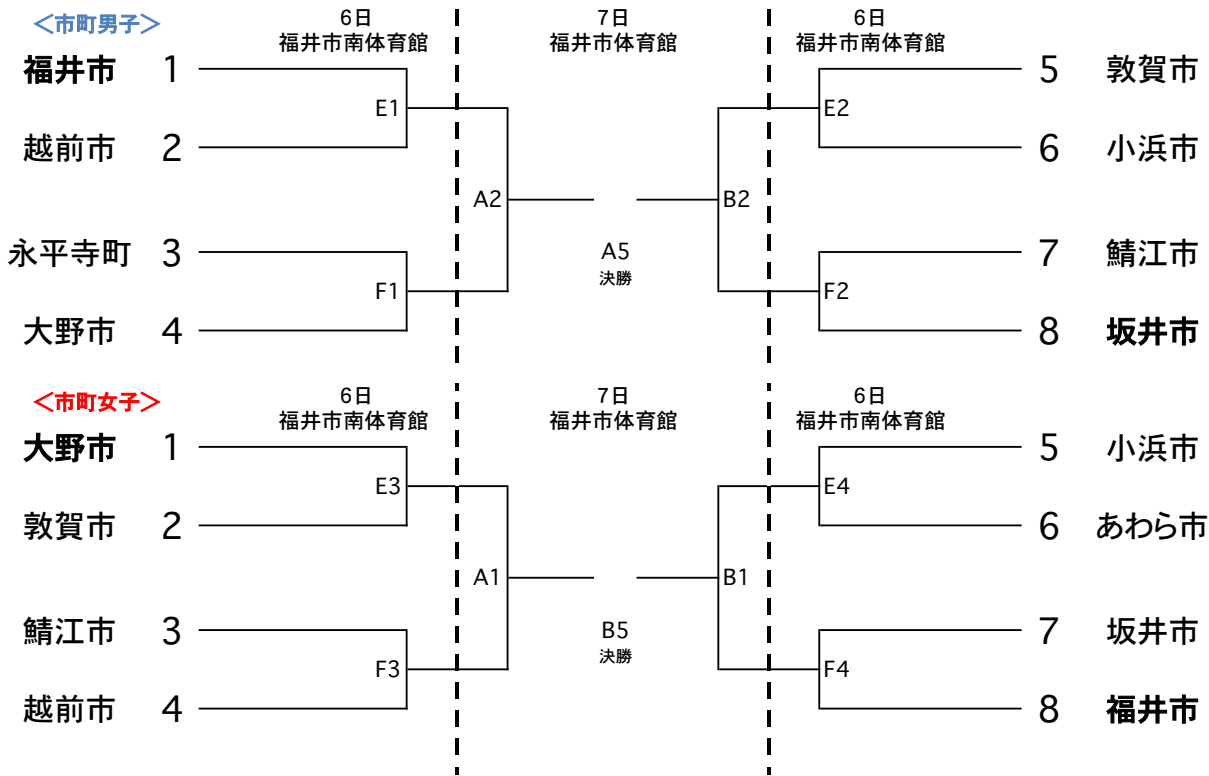 ＜市町男子＞
6日
福井市南体育館
7日
福井市体育館
6日
福井市南体育館
福井市 1
5 敦賀市
E1
E2
越前市 2
6 小浜市
A2
B2
永平寺町 3
A5
決勝
7 鯖江市
F1
F2
大野市 4
8 坂井市
＜市町女子＞
6日
福井市南体育館
7日
福井市体育館
6日
福井市南体育館
大野市 1
5 小浜市
E3
E4
敦賀市 2
6 あわら市
A1
B1
鯖江市 3
B5
決勝
7 坂井市
F3
F4
越前市 4
8 福井市